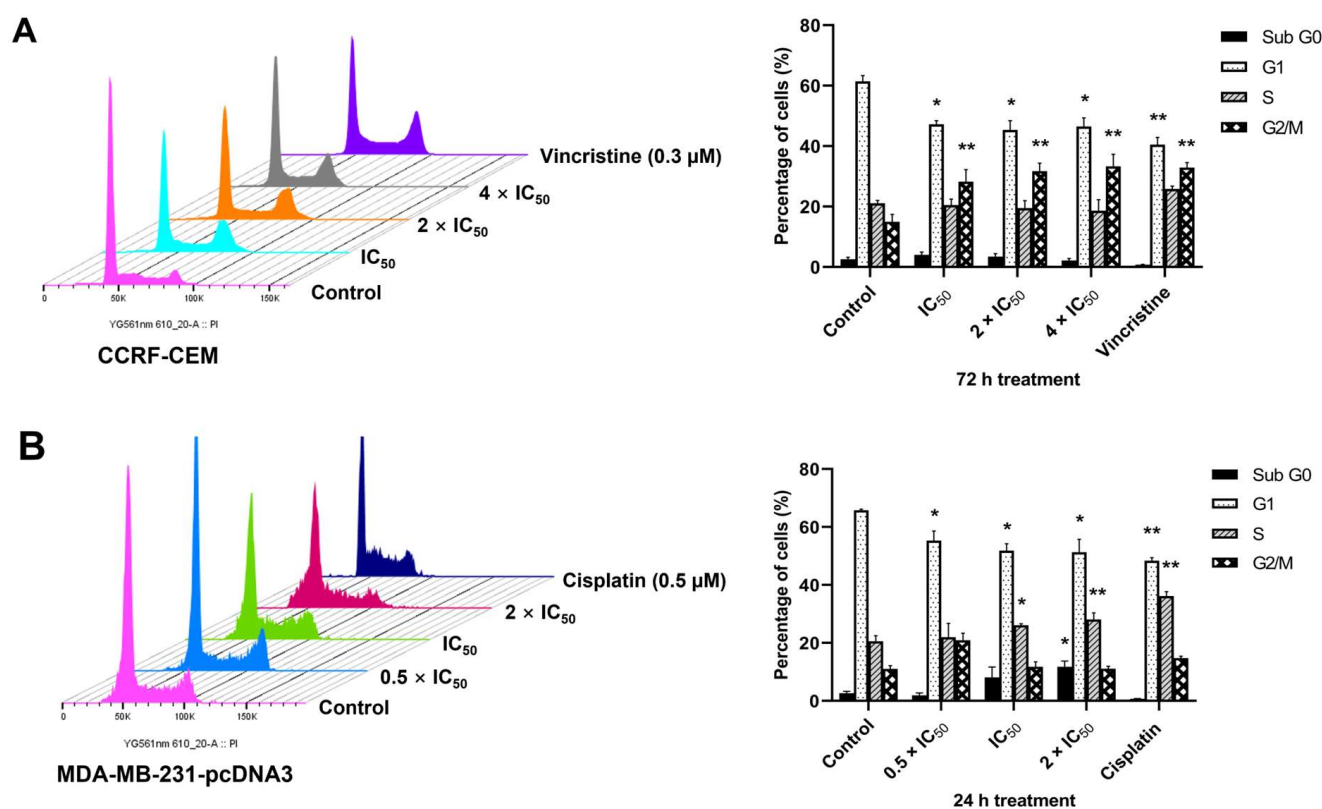 A
Vincristine (0.3 µM)
4 × IC50
2 × IC50
IC50
Control
0 50K 100K 150K
YG561nm 610_20-A :: PI
CCRF-CEM
Percentage of cells (%)
80
60
40
20
0
* ** * ** * ** ** **
Control IC50 2 × IC50 4 × IC50 Vincristine
72 h treatment
Sub G0
G1
S
G2/M
B
Cisplatin (0.5 µM)
2 × IC50
IC50
0.5 × IC50
Control
0 50K 100K 150K
YG561nm 610_20-A :: PI
MDA-MB-231-pcDNA3
Percentage of cells (%)
80
60
40
20
0
* * * * * ** ** **
Control 0.5 × IC50 IC50 2 × IC50 Cisplatin
24 h treatment
Sub G0
G1
S
G2/M